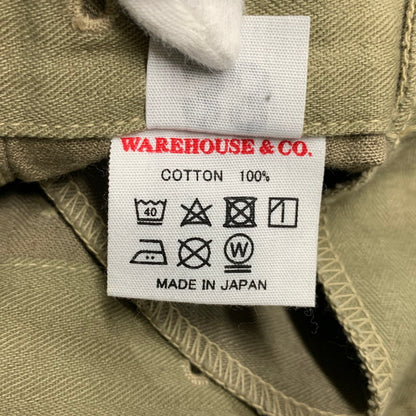 WAREHOUSE & CO.
COTTON 100%
40
W
MADE IN JAPAN